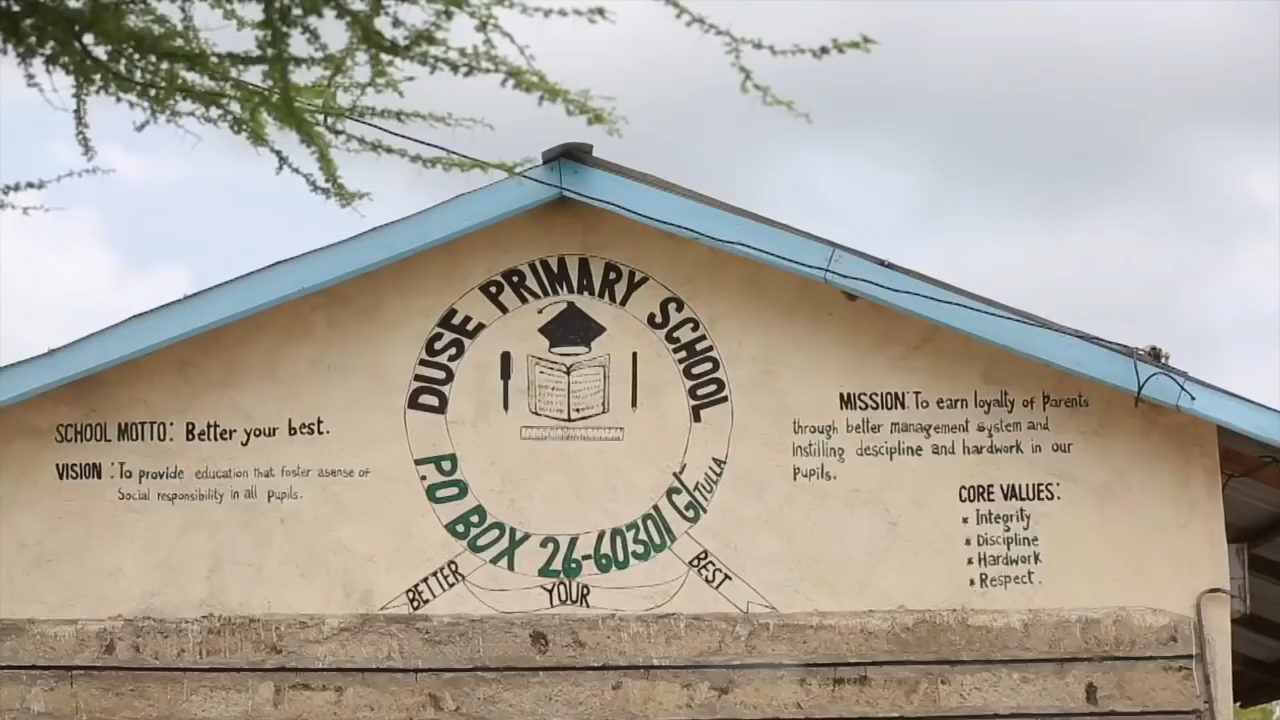 DUSE PRIMARY SCHOOL
P.O BOX 26-60301 G/TULLA
BETTER YOUR BEST
SCHOOL MOTTO: Better your best.
VISION: To provide education that foster asense of
Social responsibility in all pupils.
MISSION: To earn loyalty of parents
through better management system and
Instilling descipline and hardwork in our
pupils.
CORE VALUES:
* Integrity
* Discipline
* Hardwork
* Respect.